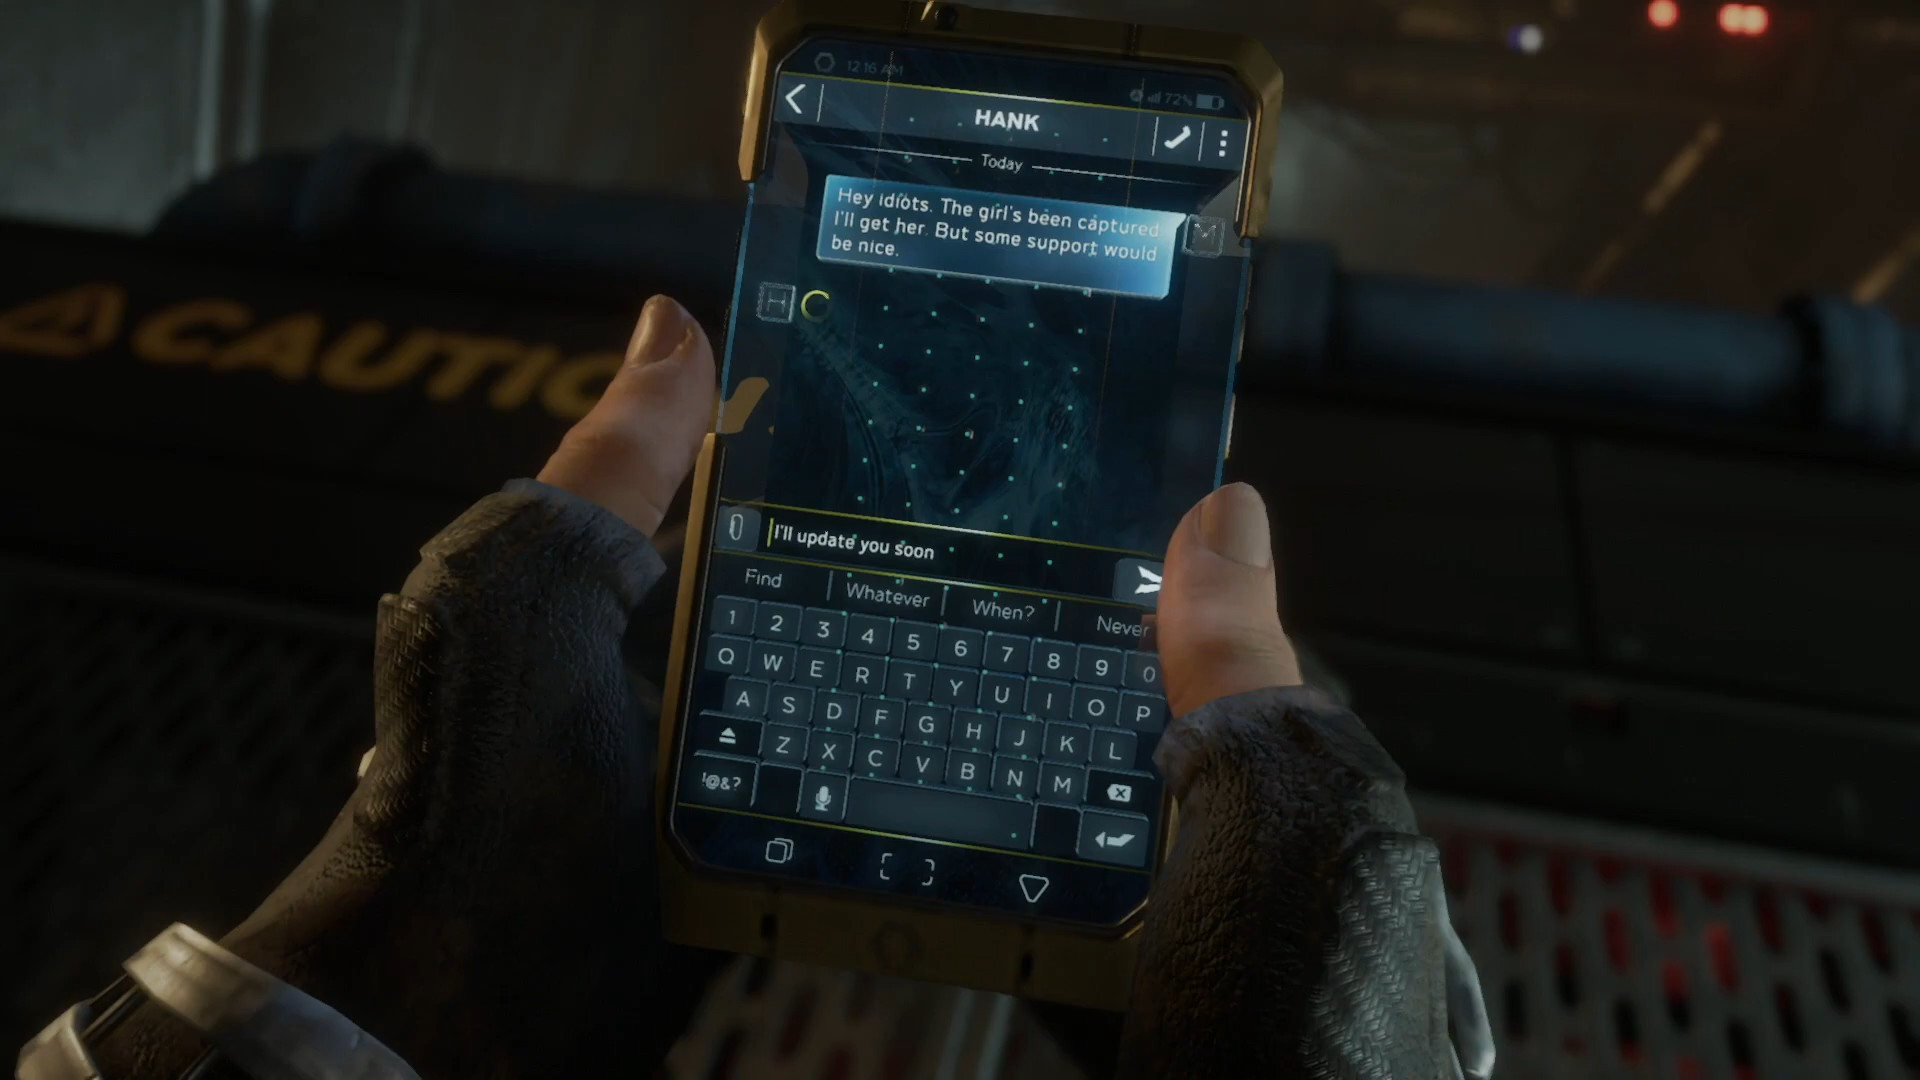 12:16 AM
72%
HANK
Today
Hey idiots. The girl's been captured.
I'll get her. But some support would
be nice.
M
H
CAUTIO
I'll update you soon
Find Whatever When? Never
1 2 3 4 5 6 7 8 9 0
Q W E R T Y U I O P
A S D F G H J K L
Z X C V B N M
!@&?